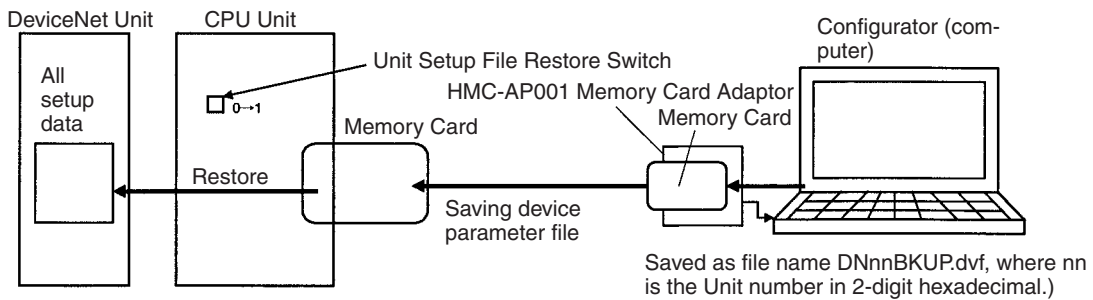 DeviceNet Unit
CPU Unit
Configurator (com-
puter)
All
setup
data
Unit Setup File Restore Switch
0→1
HMC-AP001 Memory Card Adaptor
Memory Card
Memory Card
Restore
Saving device
parameter file
Saved as file name DNnnBKUP.dvf, where nn
is the Unit number in 2-digit hexadecimal.)